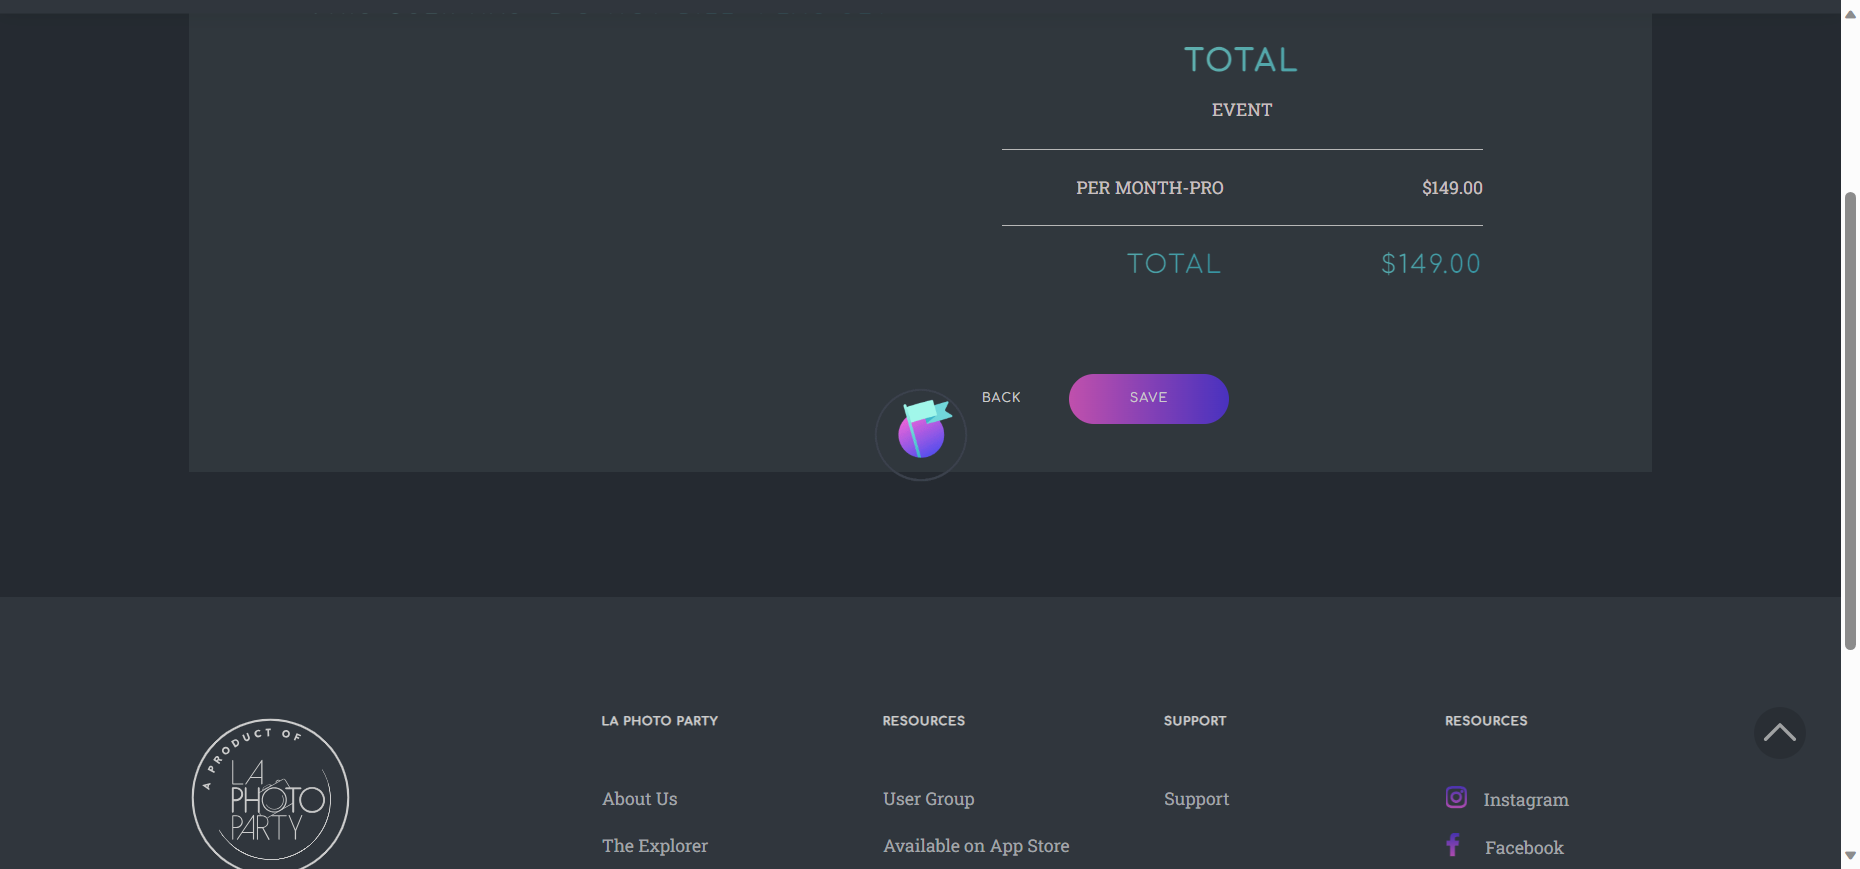 TOTAL
EVENT
PER MONTH-PRO $149.00
TOTAL $149.00
BACK SAVE
A PRODUCT OF
LA
PHOTO
PARTY
LA PHOTO PARTY
About Us
The Explorer
RESOURCES
User Group
Available on App Store
SUPPORT
Support
RESOURCES
Instagram
Facebook